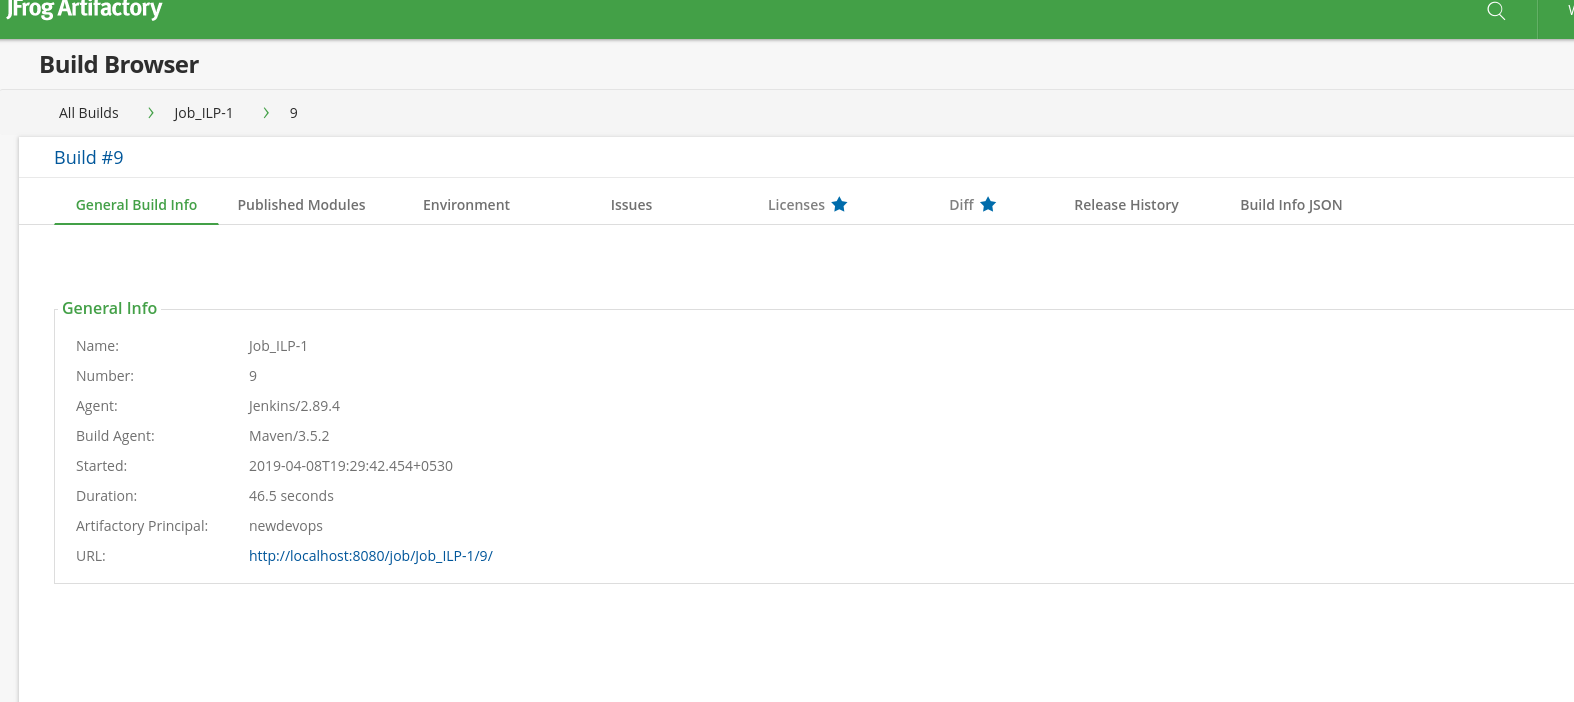 JFrog Artifactory
Build Browser
All Builds > Job_ILP-1 > 9
Build #9
General Build Info Published Modules Environment Issues Licenses Diff Release History Build Info JSON
General Info
Name: Job_ILP-1
Number: 9
Agent: Jenkins/2.89.4
Build Agent: Maven/3.5.2
Started: 2019-04-08T19:29:42.454+0530
Duration: 46.5 seconds
Artifactory Principal: newdevops
URL: http://localhost:8080/job/Job_ILP-1/9/